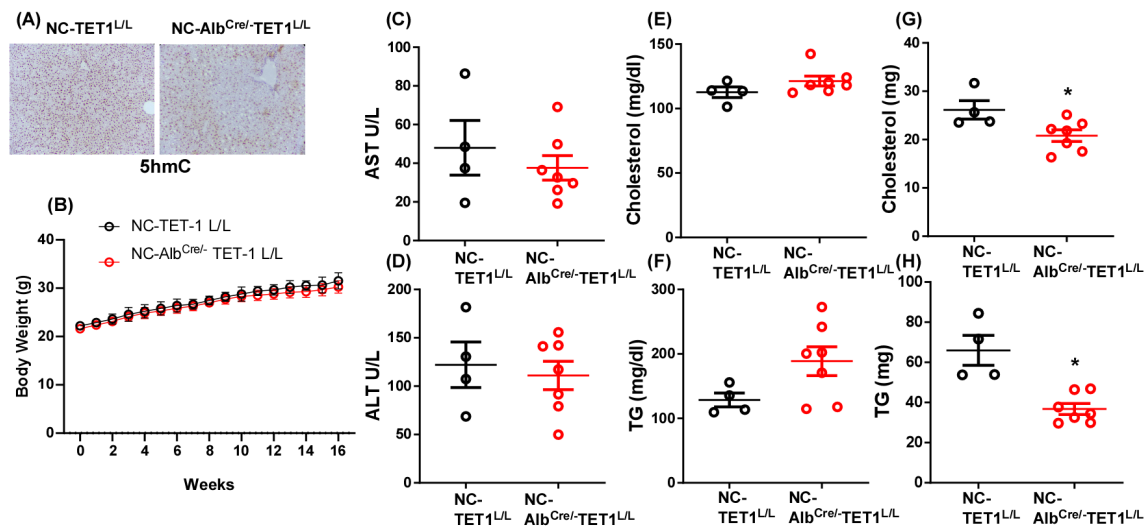 (A)
NC-TET1L/L NC-AlbCre/-TET1L/L
5hmC
(B)
NC-TET-1 L/L
NC-AlbCre/- TET-1 L/L
Body Weight (g)
40
30
20
10
0
0 2 4 6 8 10 12 14 16
Weeks
(C)
AST U/L
100
80
60
40
20
0
NC-
TET1L/L
NC-
AlbCre/-TET1L/L
(D)
ALT U/L
200
150
100
50
0
NC-
TET1L/L
NC-
AlbCre/-TET1L/L
(E)
Cholesterol (mg/dl)
150
100
50
0
NC-
TET1L/L
NC-
AlbCre/-TET1L/L
(F)
TG (mg/dl)
300
200
100
0
NC-
TET1L/L
NC-
AlbCre/-TET1L/L
(G)
Cholesterol (mg)
40
30
20
10
0
*
NC-
TET1L/L
NC-
AlbCre/-TET1L/L
(H)
TG (mg)
100
80
60
40
20
0
*
NC-
TET1L/L
NC-
AlbCre/-TET1L/L